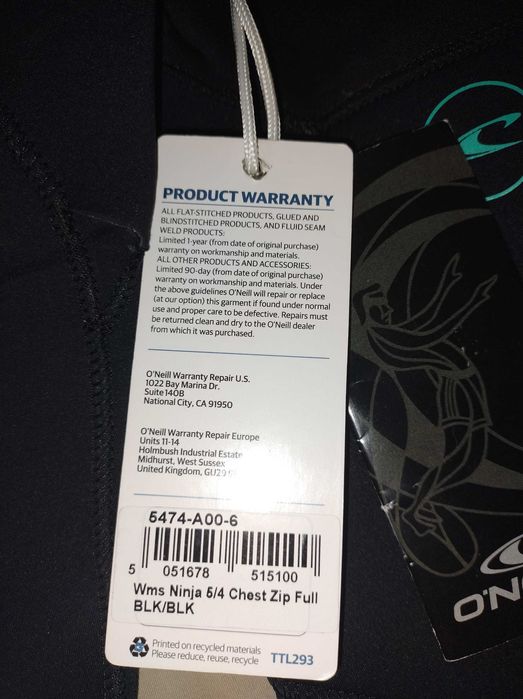 PRODUCT WARRANTY
ALL FLAT-STITCHED PRODUCTS, GLUED AND
BLINDSTITCHED PRODUCTS, AND FLUID SEAM
WELD PRODUCTS:
Limited 1-year (from date of original purchase)
warranty on workmanship and materials.
ALL OTHER PRODUCTS AND ACCESSORIES:
Limited 90-day (from date of original purchase)
warranty on workmanship and materials. Under
the above guidelines O'Neill will repair or replace
(at our option) this garment if found under normal
use and proper care to be defective. Repairs must
be returned clean and dry to the O'Neill dealer
from which it was purchased.
O'Neill Warranty Repair U.S.
1022 Bay Marina Dr.
Suite 140B
National City, CA 91950
O'Neill Warranty Repair Europe
Units 11-14
Holmbush Industrial Estate
Midhurst, West Sussex
United Kingdom, GU29
5474-A00-6
5 051678 515100
Wms Ninja 5/4 Chest Zip Full
BLK/BLK
Printed on recycled materials
Please reduce, reuse, recycle
TTL293